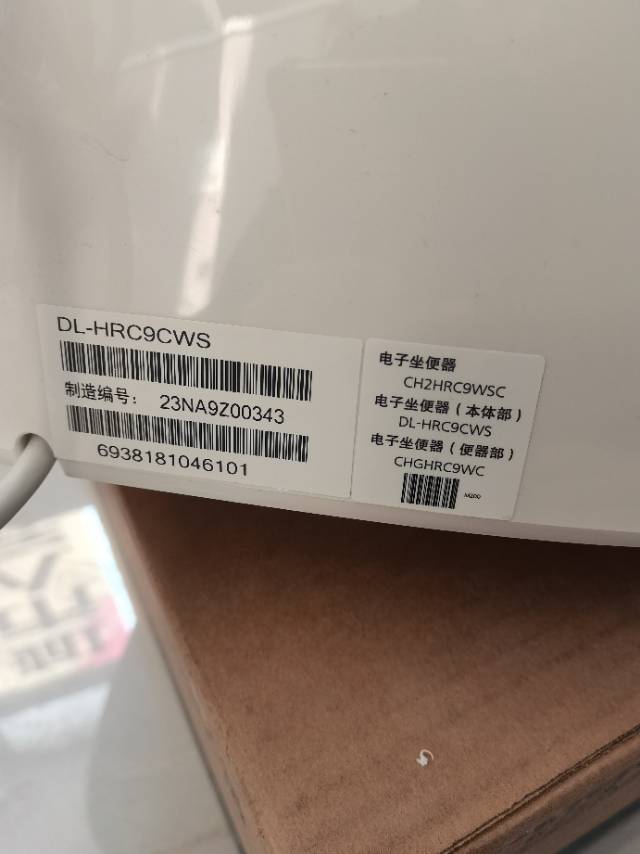 DL-HRC9CWS
制造编号: 23NA9Z00343
6938181046101
电子坐便器
CH2HRC9WSC
电子坐便器（本体部）
DL-HRC9CWS
电子坐便器（便器部）
CHGHRC9WC